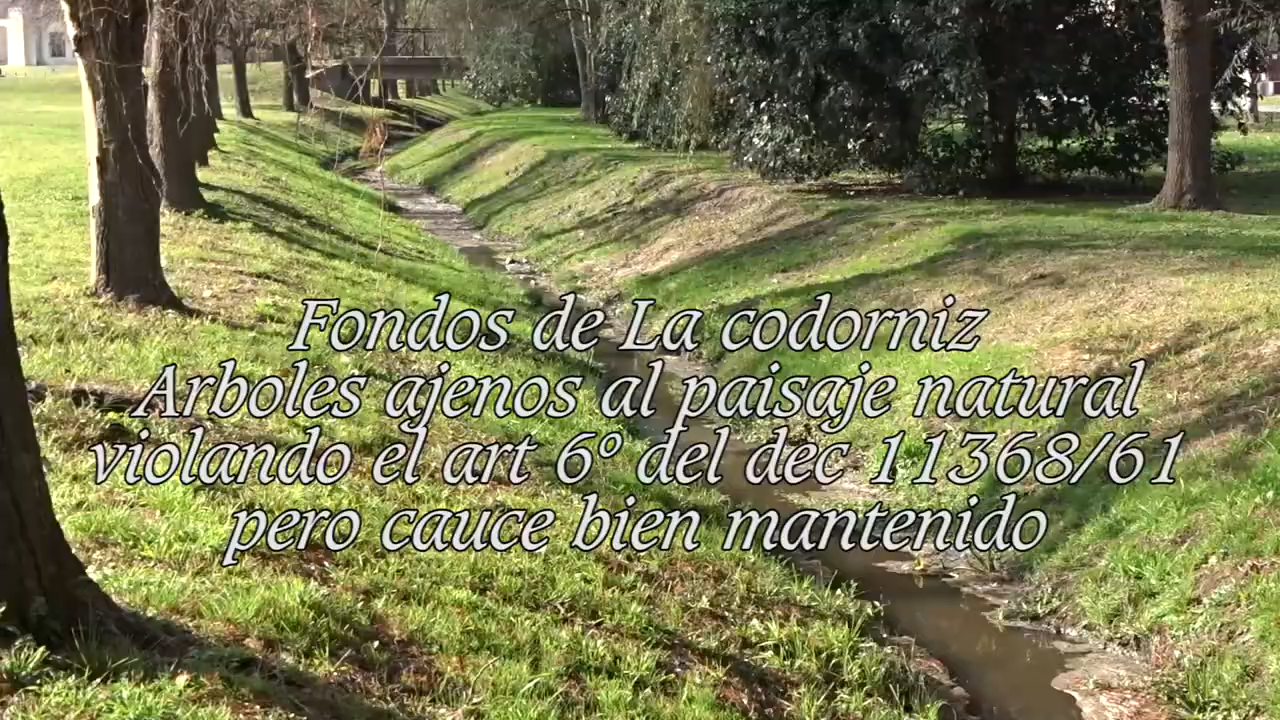 Fondos de La codorniz
Arboles ajenos al paisaje natural
violando el art 6º del dec 11368/61
pero cauce bien mantenido